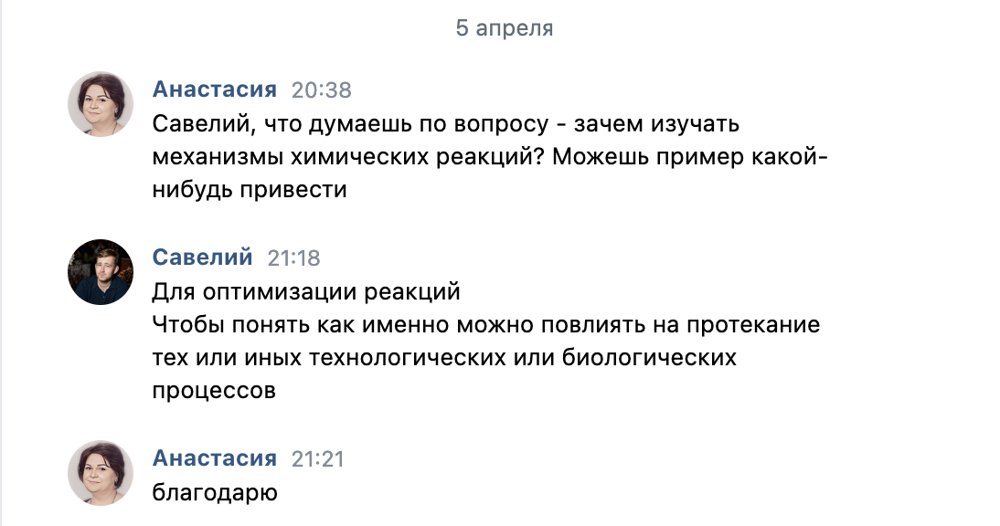 5 апреля
Анастасия 20:38
Савелий, что думаешь по вопросу - зачем изучать
механизмы химических реакций? Можешь пример какой-
нибудь привести
Савелий 21:18
Для оптимизации реакций
Чтобы понять как именно можно повлиять на протекание
тех или иных технологических или биологических
процессов
Анастасия 21:21
благодарю